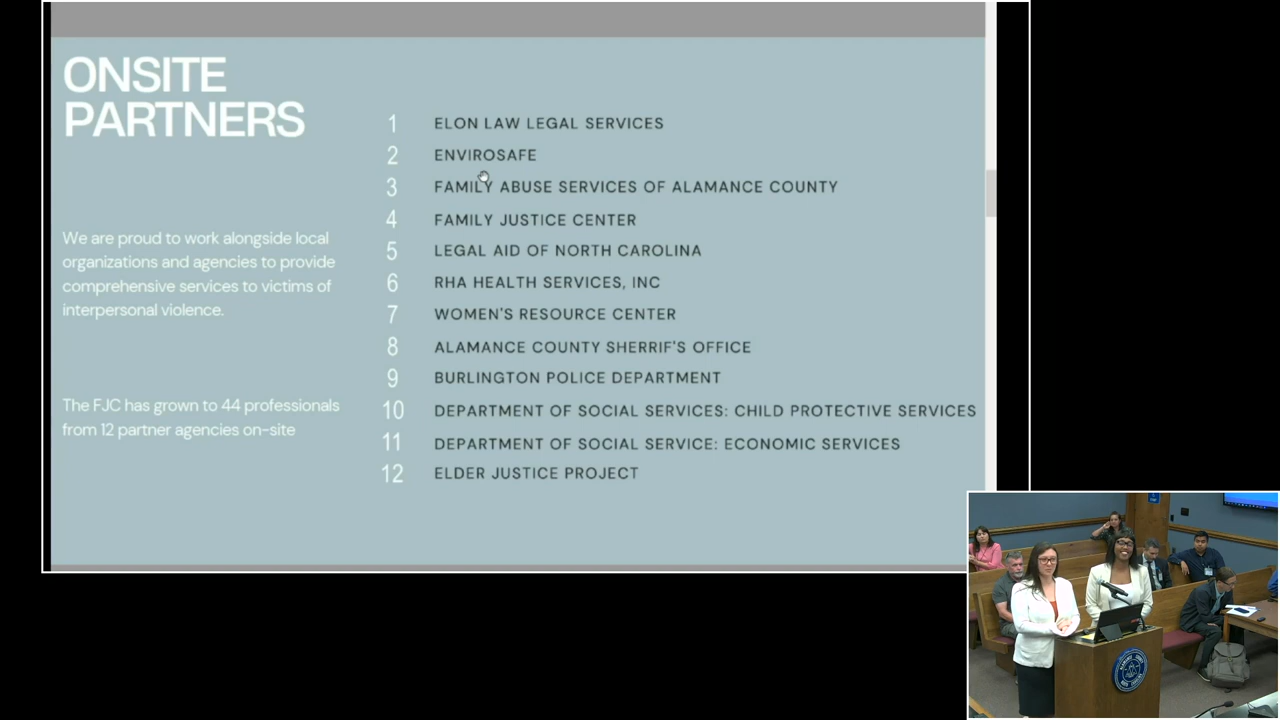 ONSITE
PARTNERS
We are proud to work alongside local
organizations and agencies to provide
comprehensive services to victims of
interpersonal violence.
The FJC has grown to 44 professionals
from 12 partner agencies on-site
1 ELON LAW LEGAL SERVICES
2 ENVIROSAFE
3 FAMILY ABUSE SERVICES OF ALAMANCE COUNTY
4 FAMILY JUSTICE CENTER
5 LEGAL AID OF NORTH CAROLINA
6 RHA HEALTH SERVICES, INC
7 WOMEN'S RESOURCE CENTER
8 ALAMANCE COUNTY SHERRIF'S OFFICE
9 BURLINGTON POLICE DEPARTMENT
10 DEPARTMENT OF SOCIAL SERVICES: CHILD PROTECTIVE SERVICES
11 DEPARTMENT OF SOCIAL SERVICE: ECONOMIC SERVICES
12 ELDER JUSTICE PROJECT